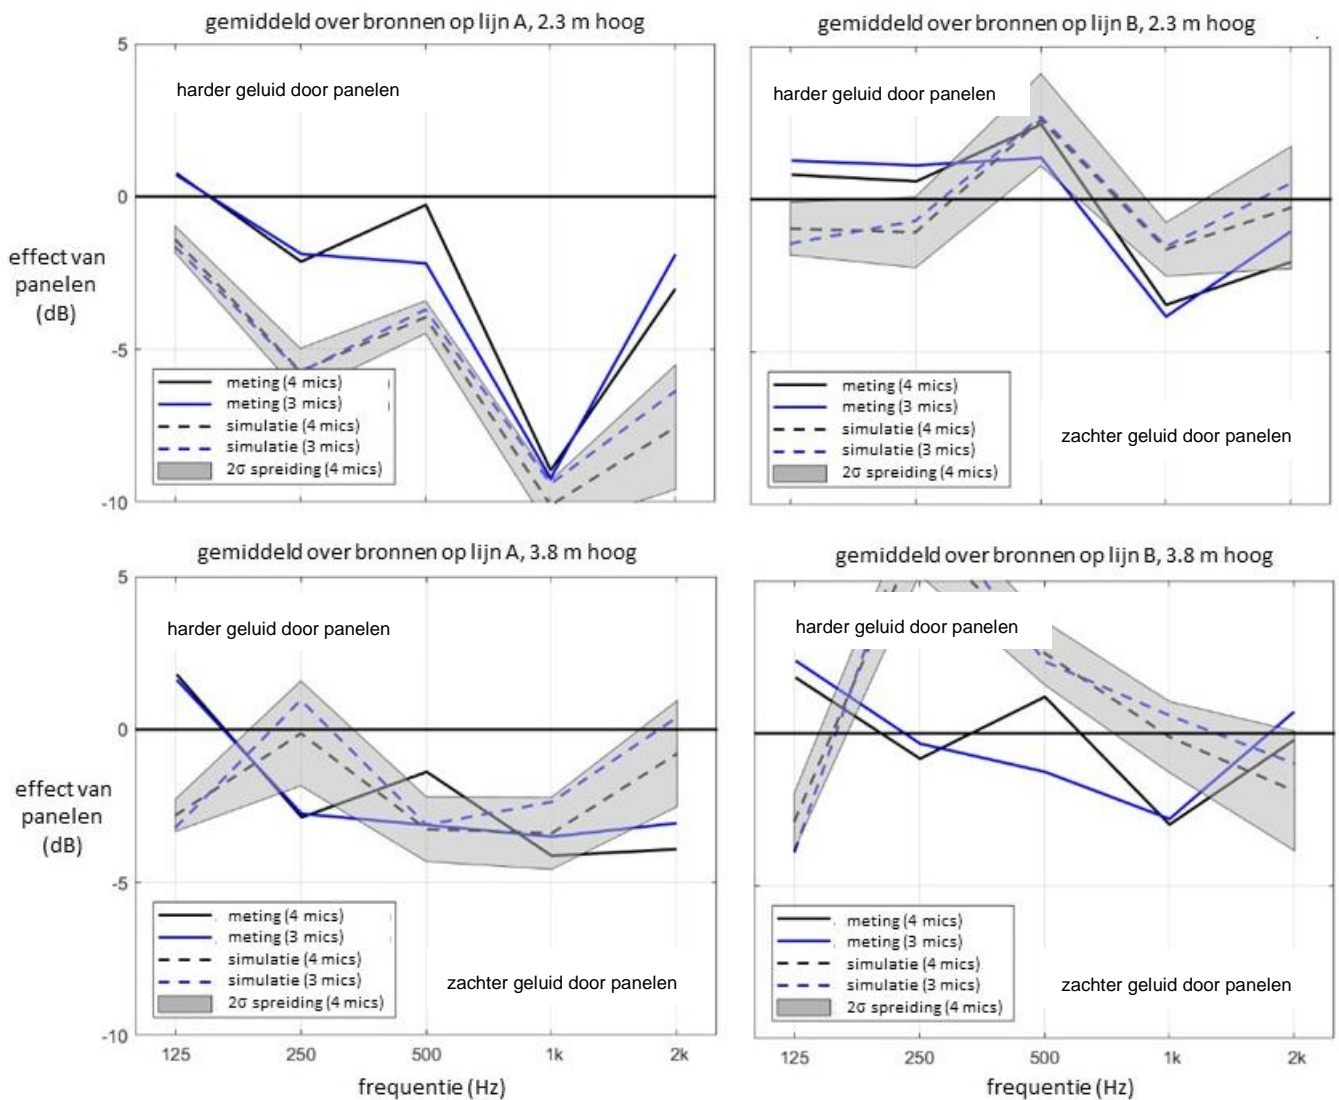 gemiddeld over bronnen op lijn A, 2.3 m hoog
5
harder geluid door panelen
0
effect van
panelen
(dB)
-5
meting (4 mics)
meting (3 mics)
simulatie (4 mics)
simulatie (3 mics)
2σ spreiding (4 mics)
-10
gemiddeld over bronnen op lijn B, 2.3 m hoog
harder geluid door panelen
meting (4 mics)
meting (3 mics)
simulatie (4 mics)
simulatie (3 mics)
2σ spreiding (4 mics)
zachter geluid door panelen
gemiddeld over bronnen op lijn A, 3.8 m hoog
5
harder geluid door panelen
0
effect van
panelen
(dB)
-5
meting (4 mics)
meting (3 mics)
simulatie (4 mics)
simulatie (3 mics)
2σ spreiding (4 mics)
zachter geluid door panelen
-10
125 250 500 1k 2k
frequentie (Hz)
gemiddeld over bronnen op lijn B, 3.8 m hoog
harder geluid door panelen
meting (4 mics)
meting (3 mics)
simulatie (4 mics)
simulatie (3 mics)
2σ spreiding (4 mics)
zachter geluid door panelen
125 250 500 1k 2k
frequentie (Hz)